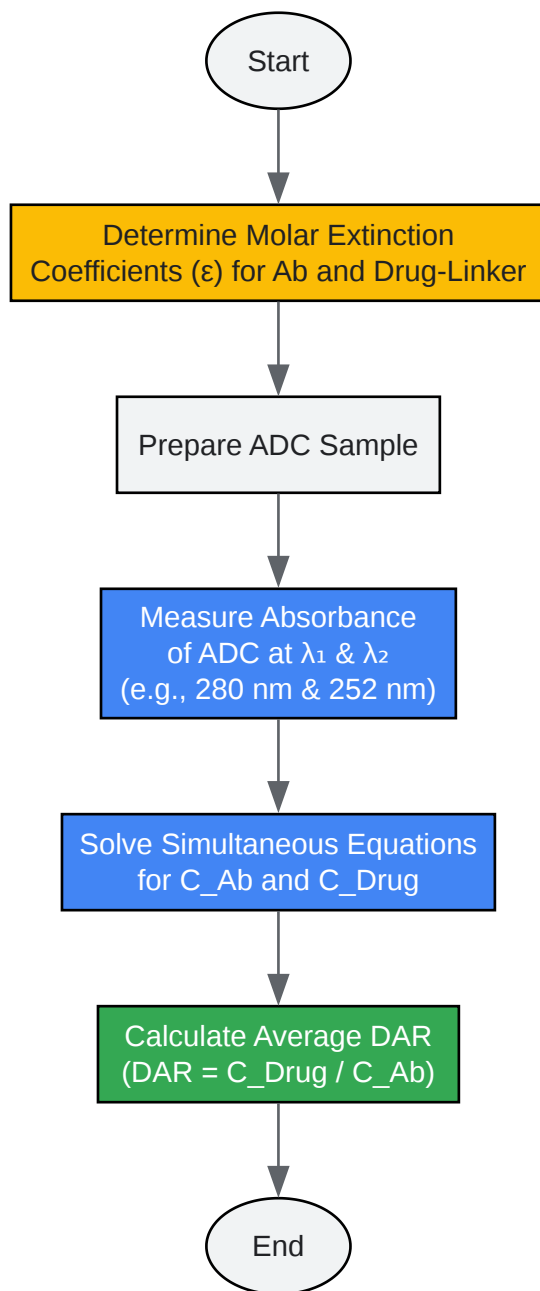 Start
Determine Molar Extinction
Coefficients (ε) for Ab and Drug-Linker
Prepare ADC Sample
Measure Absorbance
of ADC at λ₁ & λ₂
(e.g., 280 nm & 252 nm)
Solve Simultaneous Equations
for C_Ab and C_Drug
Calculate Average DAR
(DAR = C_Drug / C_Ab)
End